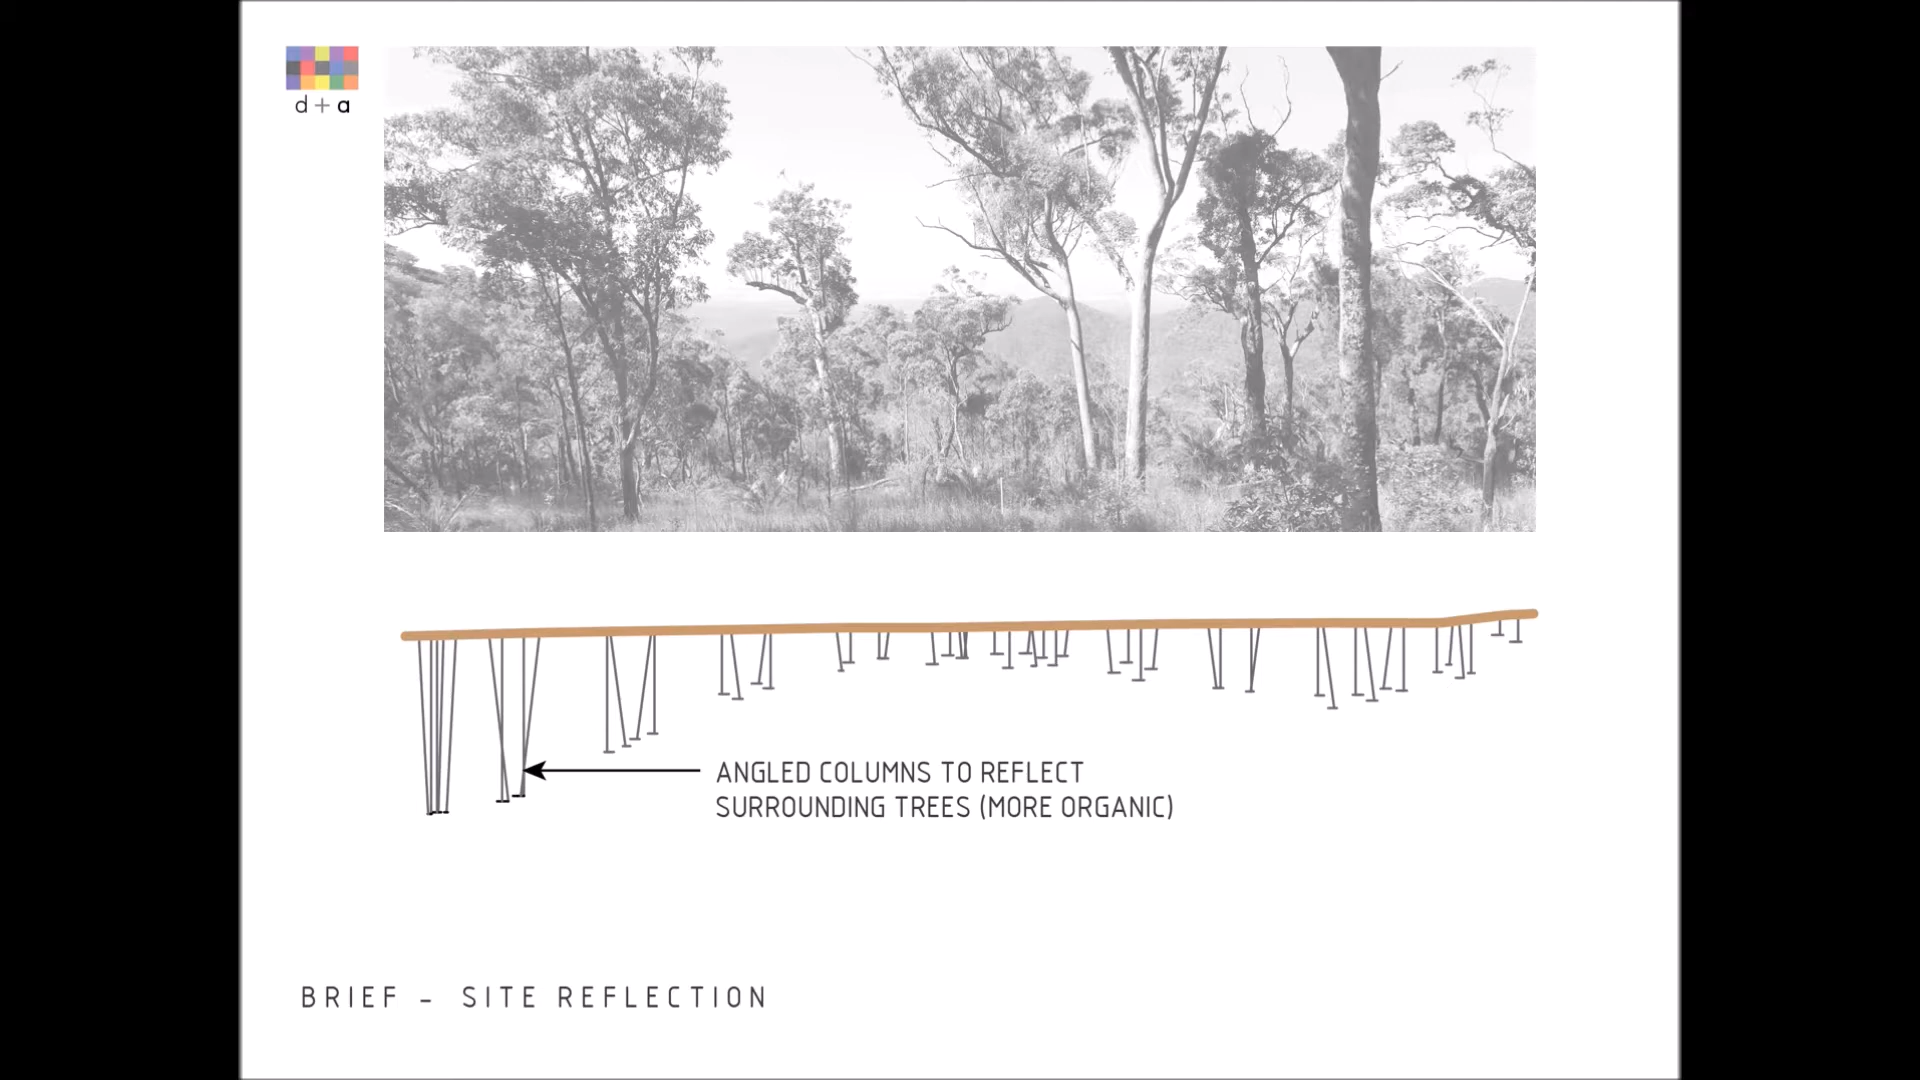 d + a
ANGLED COLUMNS TO REFLECT
SURROUNDING TREES (MORE ORGANIC)
BRIEF - SITE REFLECTION